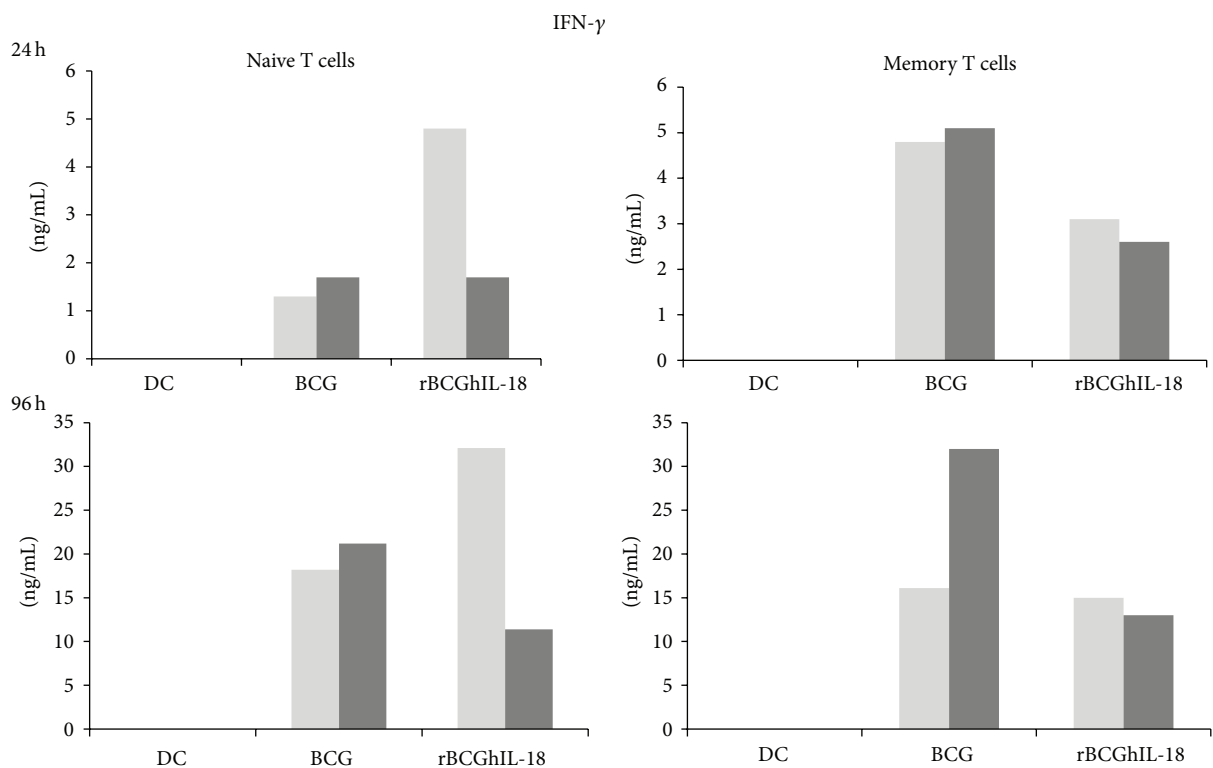 IFN-γ
24 h
Naive T cells
6
5
4
3
2
1
0
(ng/mL)
DC BCG rBCGhIL-18
Memory T cells
6
5
4
3
2
1
0
(ng/mL)
DC BCG rBCGhIL-18
96 h
35
30
25
20
15
10
5
0
(ng/mL)
DC BCG rBCGhIL-18
35
30
25
20
15
10
5
0
(ng/mL)
DC BCG rBCGhIL-18